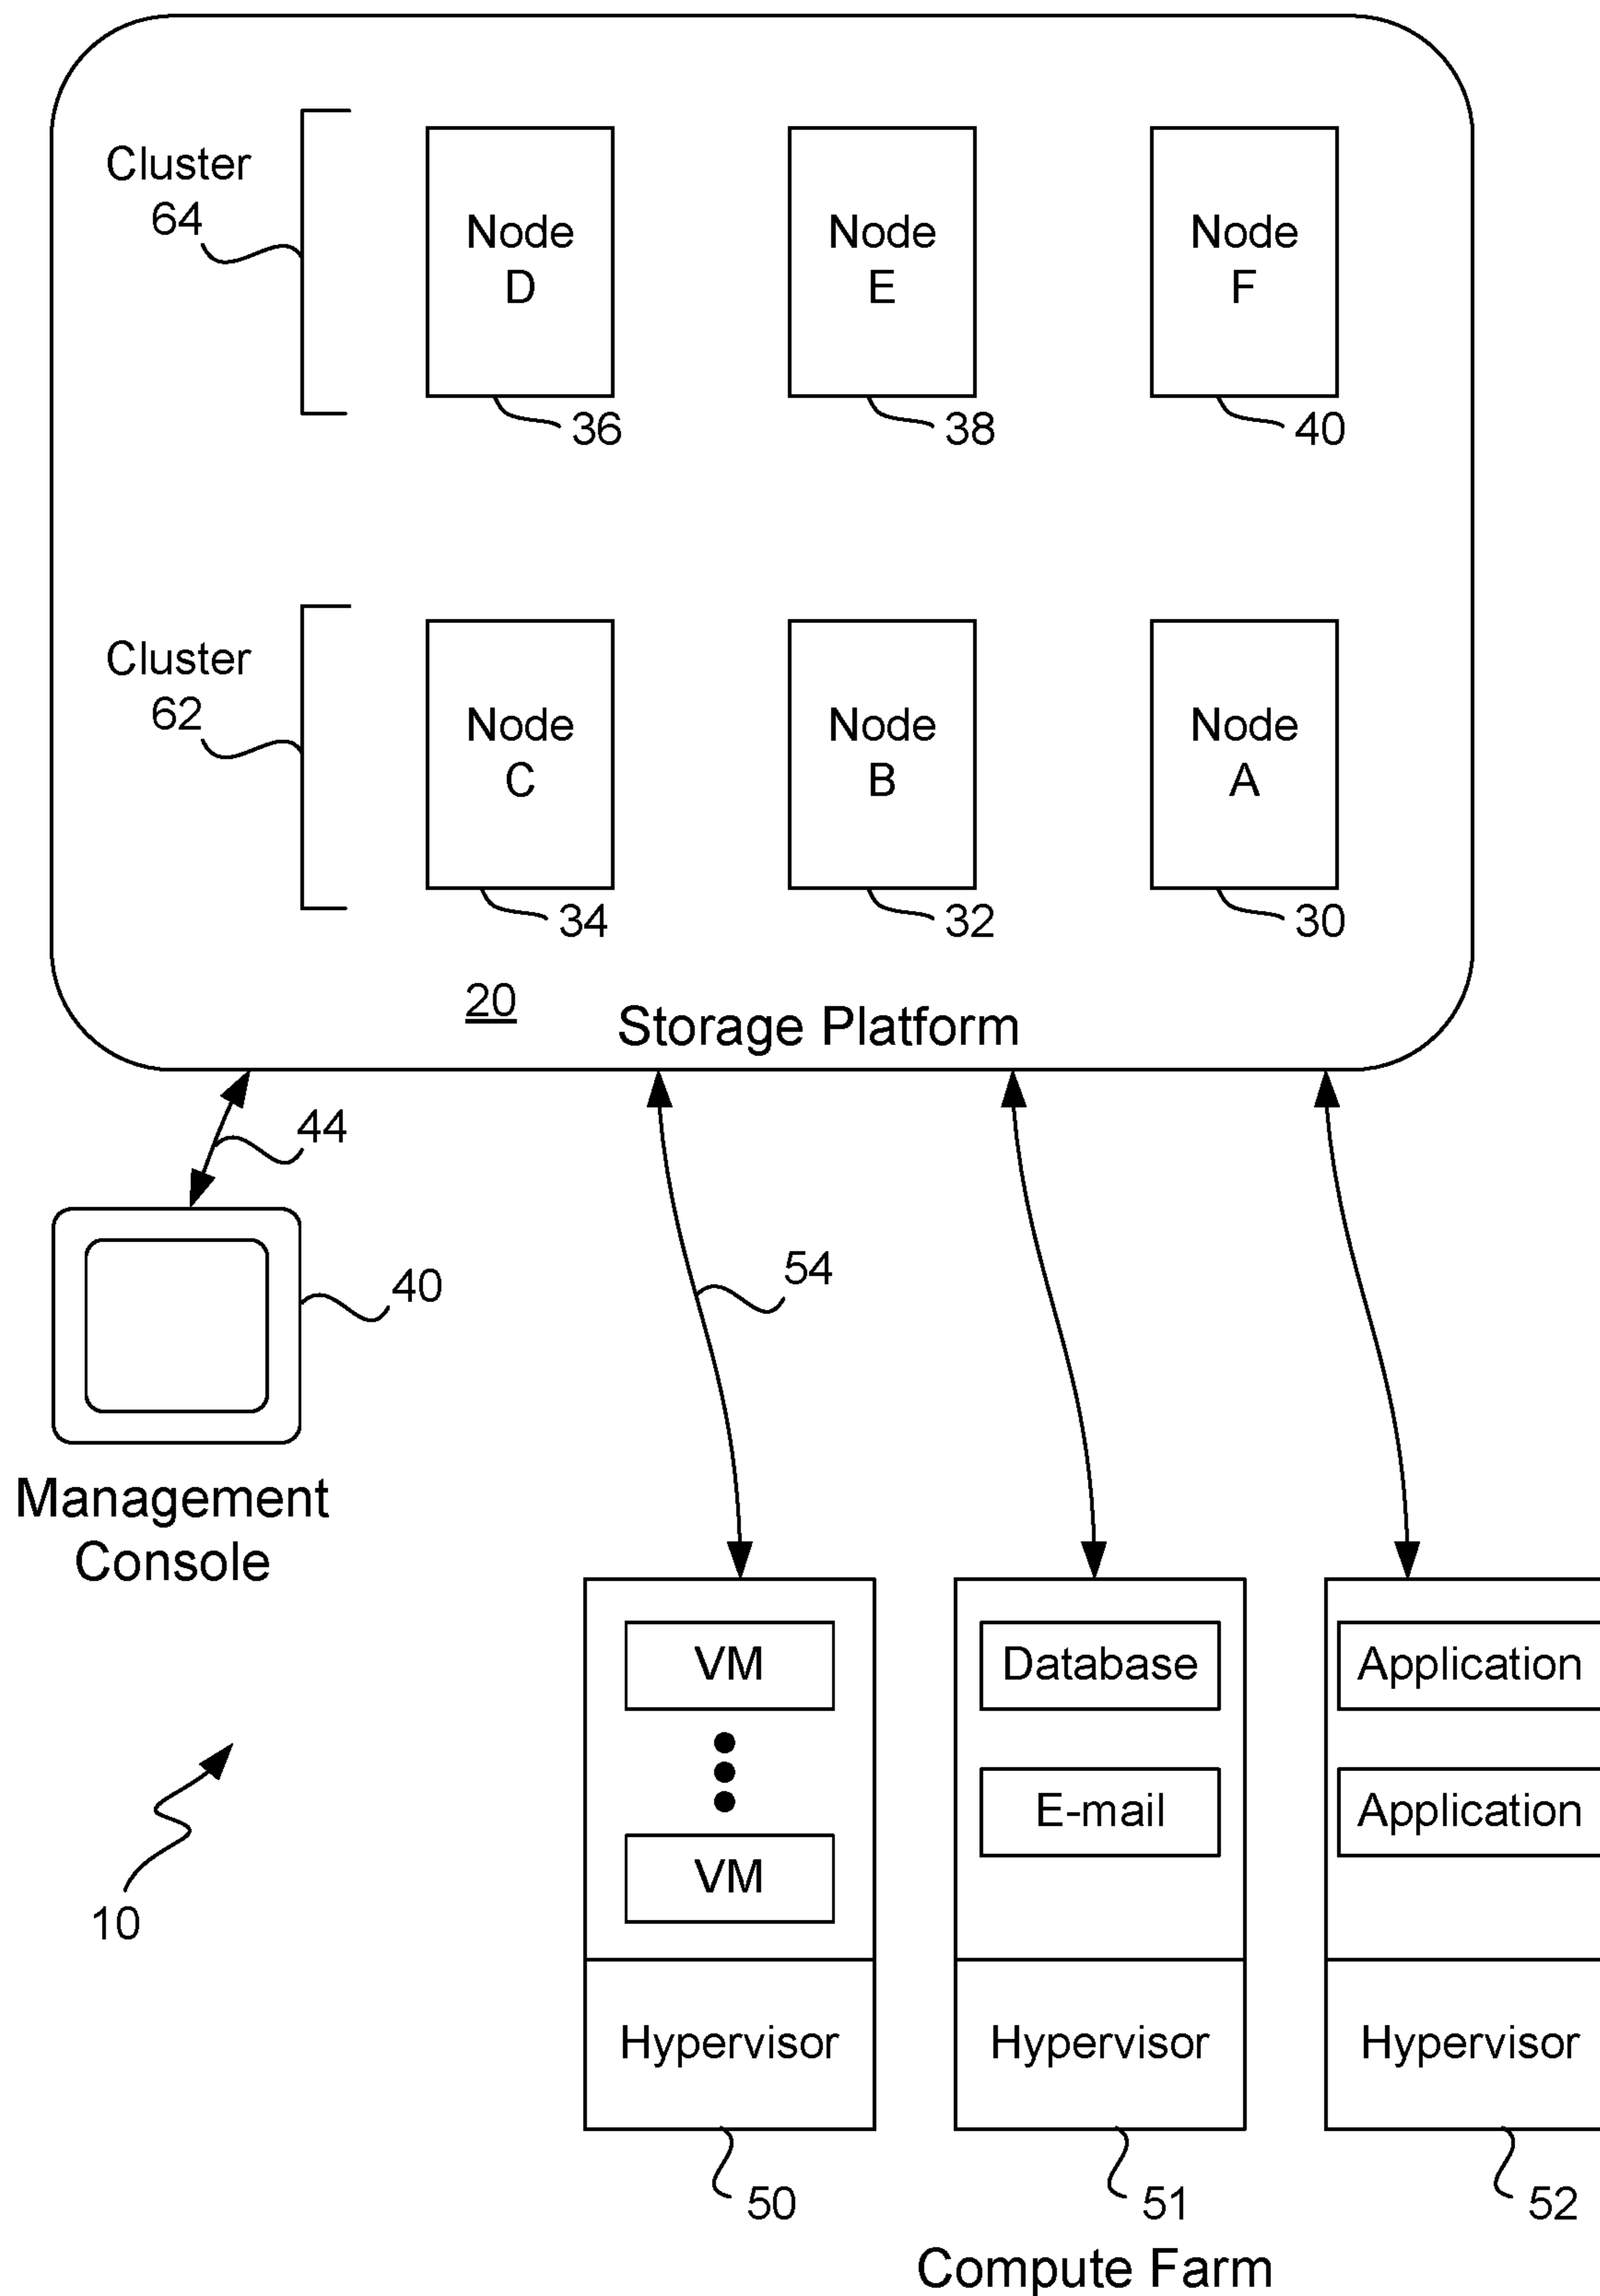 Cluster
64
Node
D
Node
E
Node
F
36
38
40
Cluster
62
Node
C
Node
B
Node
A
34
32
30
20
Storage Platform
44
40
54
Management
Console
VM
VM
Hypervisor
Database
E-mail
Hypervisor
Application
Application
Hypervisor
10
50
51
52
Compute Farm